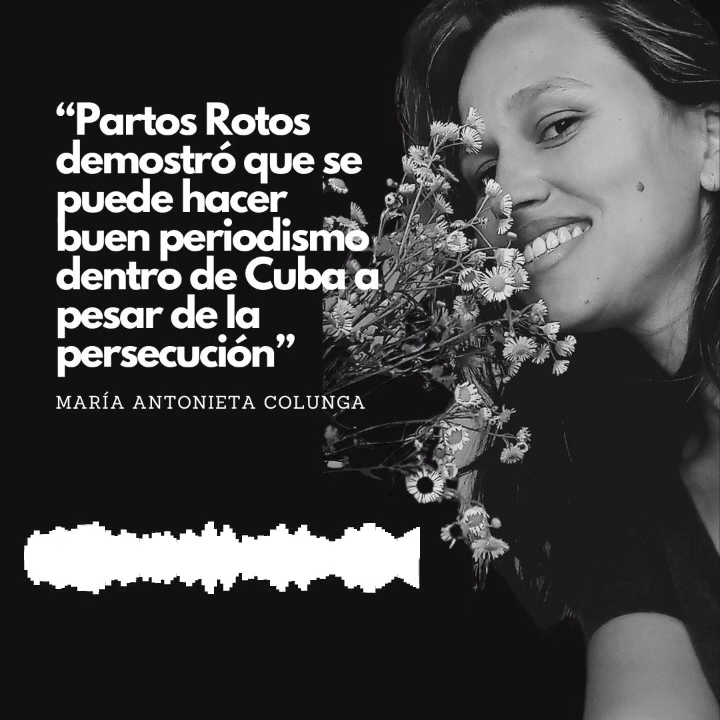 “Partos Rotos
demostró que se
puede hacer
buen periodismo
dentro de Cuba a
pesar de la
persecución”
MARÍA ANTONIETA COLUNGA